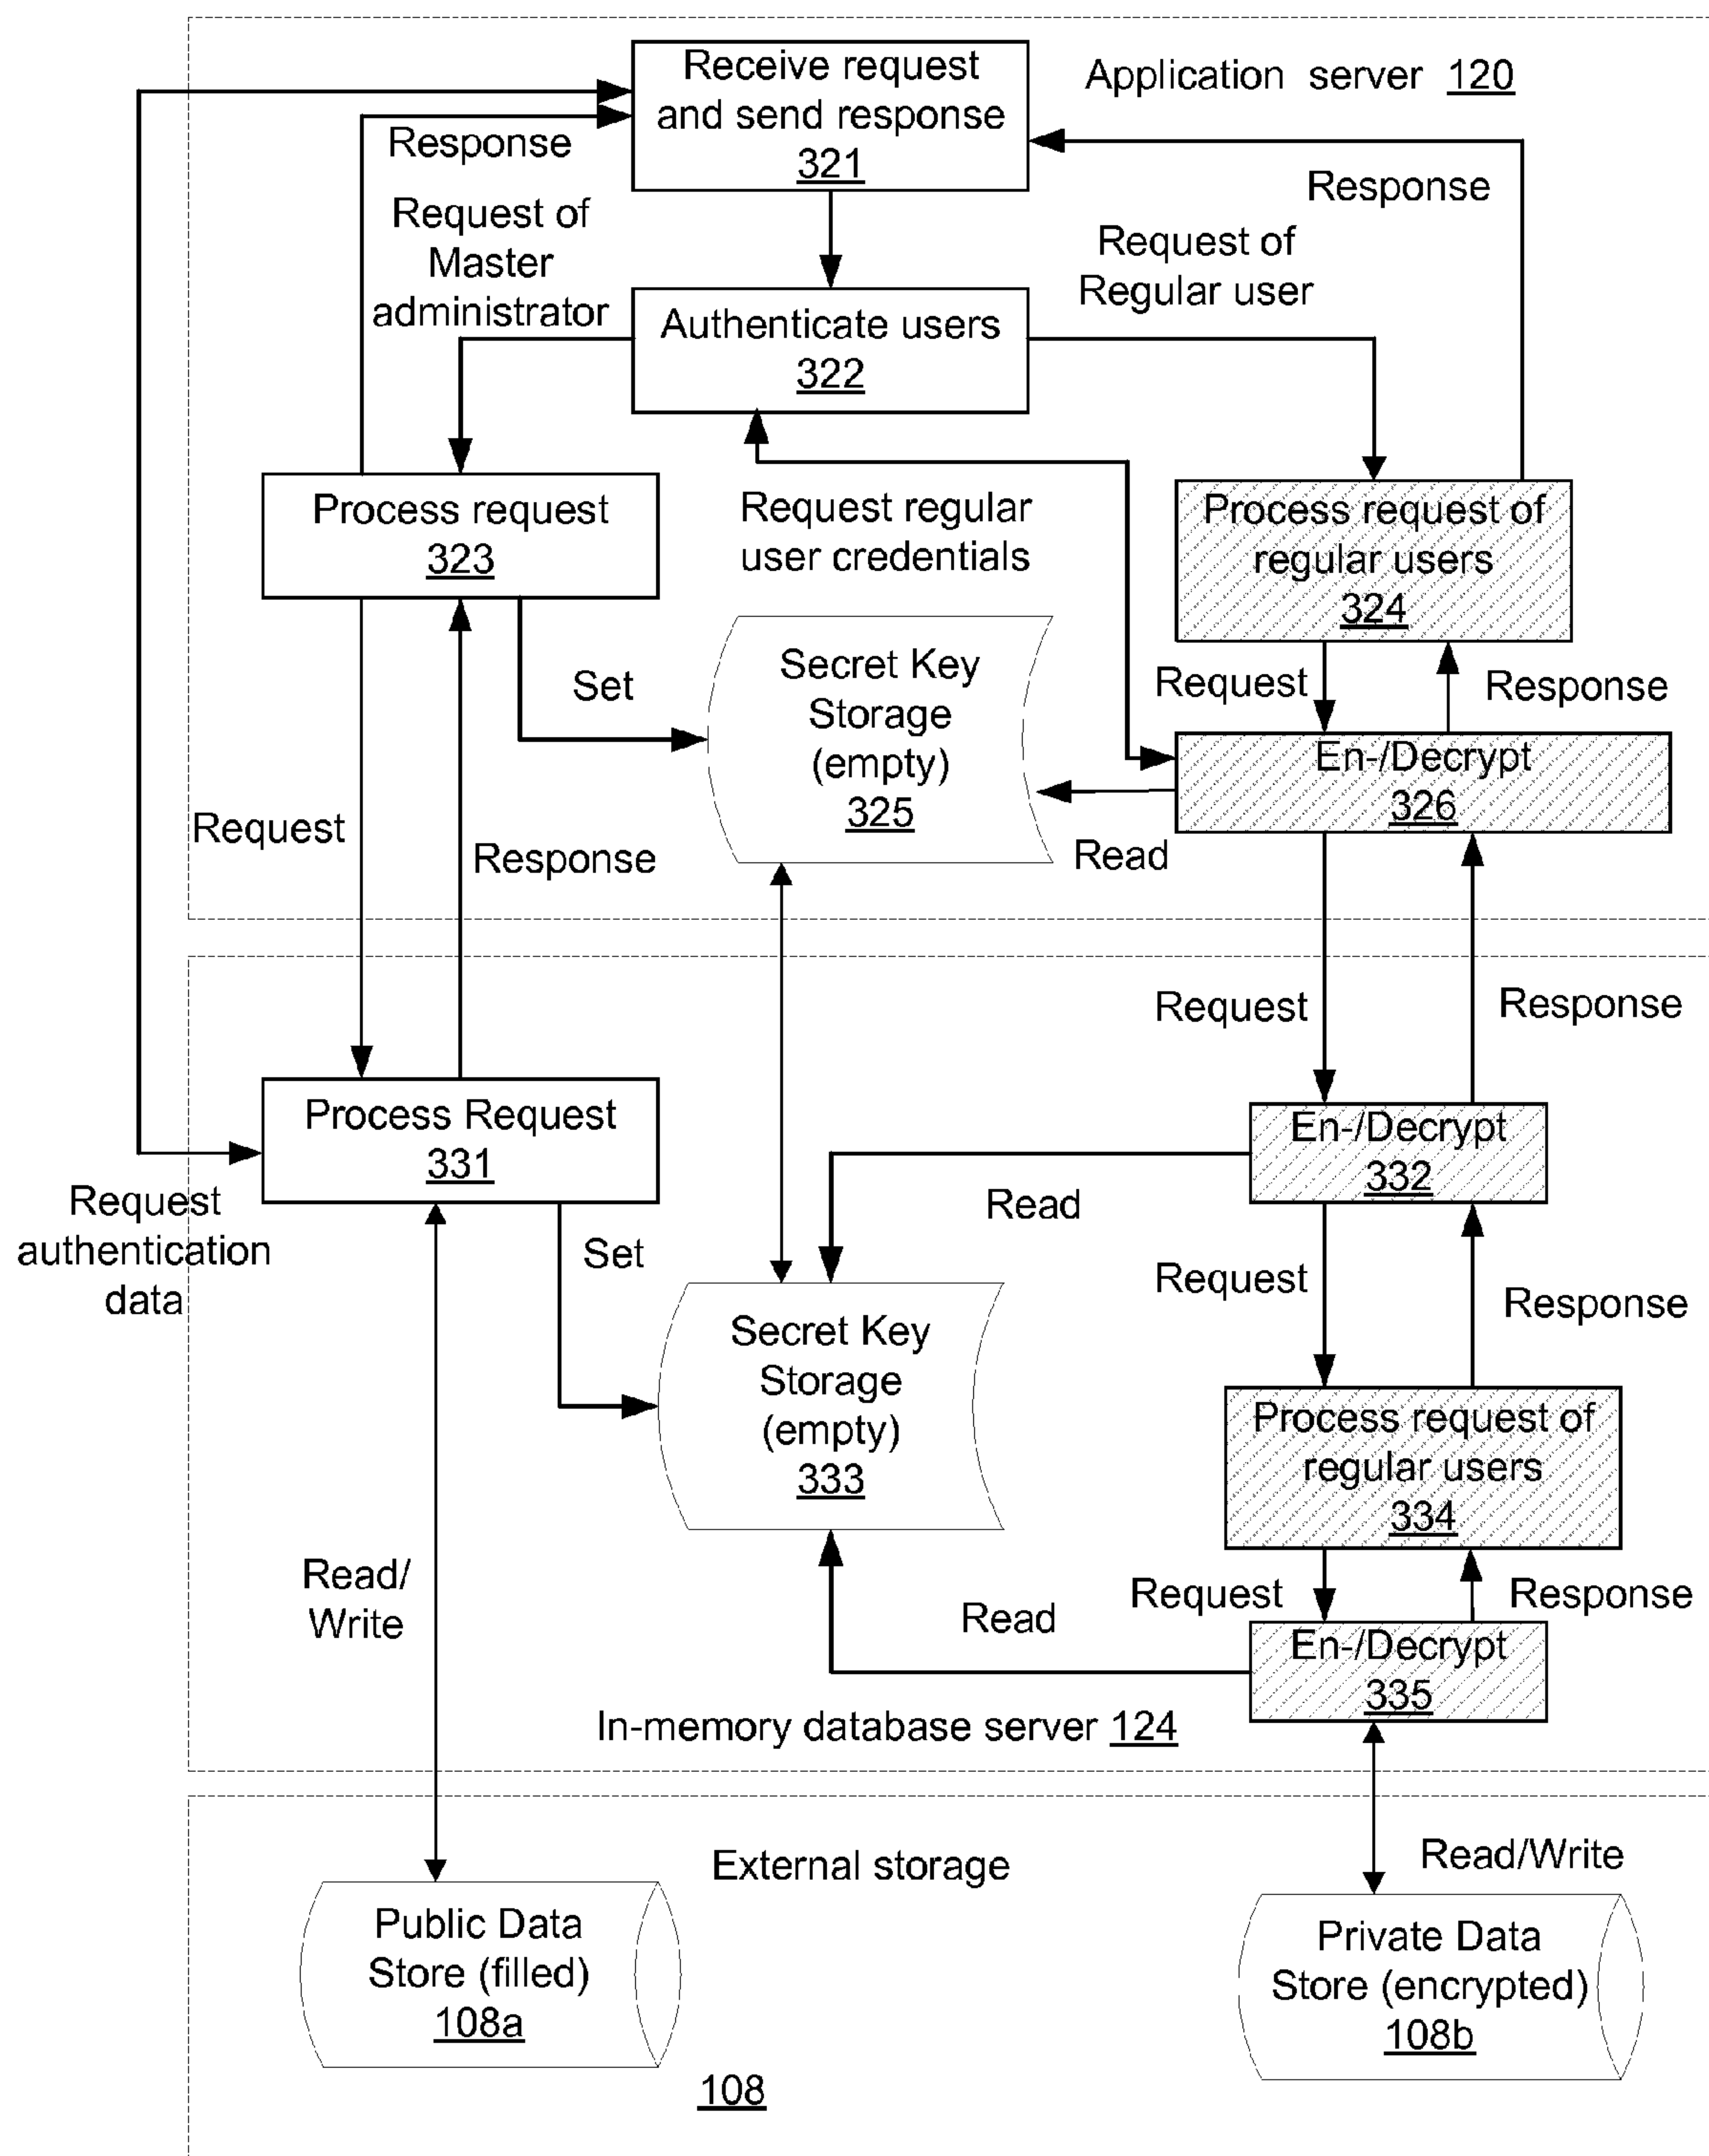 Receive request
and send response
321
Application server 120
Response
Response
Request of
Master
administrator
Request of
Regular user
Authenticate users
322
Process request
323
Request regular
user credentials
Process request of
regular users
324
Set
Secret Key
Storage
(empty)
325
Request
Response
En-/Decrypt
326
Read
Request
Response
Request
Response
Process Request
331
Request
authentication
data
Set
En-/Decrypt
332
Read
Request
Response
Secret Key
Storage
(empty)
333
Process request of
regular users
334
Read/
Write
Request
Response
Read
En-/Decrypt
335
In-memory database server 124
External storage
Read/Write
Public Data
Store (filled)
108a
Private Data
Store (encrypted)
108b
108